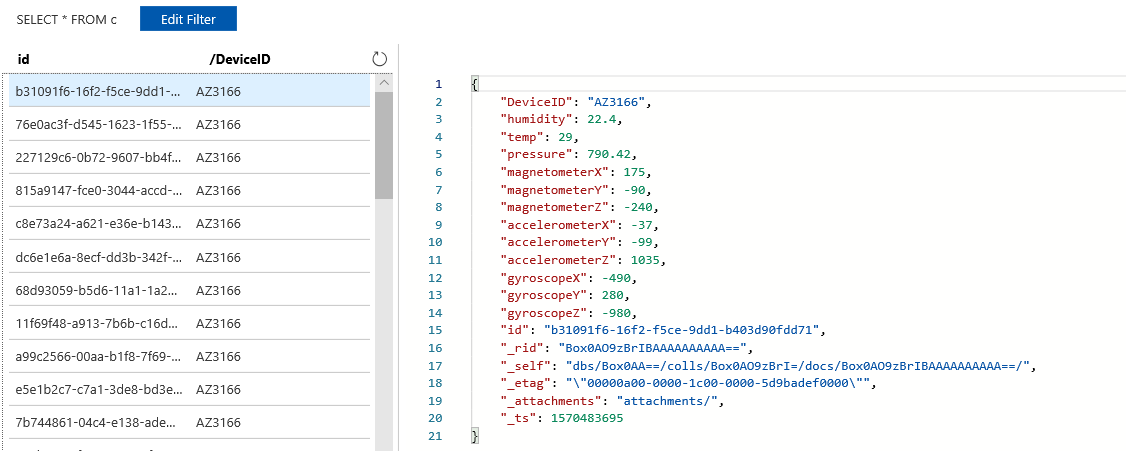 SELECT * FROM c
Edit Filter
id /DeviceID
b31091f6-16f2-f5ce-9dd1-... AZ3166
76e0ac3f-d545-1623-1f55-... AZ3166
227129c6-0b72-9607-bb4f... AZ3166
815a9147-fce0-3044-accd-... AZ3166
c8e73a24-a621-e36e-b143... AZ3166
dc6e1e6a-8ecf-dd3b-342f-... AZ3166
68d93059-b5d6-11a1-1a2... AZ3166
11f69f48-a913-7b6b-c16d... AZ3166
a99c2566-00aa-b1f8-7f69-... AZ3166
e5e1b2c7-c7a1-3de8-bd3e... AZ3166
7b744861-04c4-e138-ade... AZ3166
1 {
2 "DeviceID": "AZ3166",
3 "humidity": 22.4,
4 "temp": 29,
5 "pressure": 790.42,
6 "magnetometerX": 175,
7 "magnetometerY": -90,
8 "magnetometerZ": -240,
9 "accelerometerX": -37,
10 "accelerometerY": -99,
11 "accelerometerZ": 1035,
12 "gyroscopeX": -490,
13 "gyroscopeY": 280,
14 "gyroscopeZ": -980,
15 "id": "b31091f6-16f2-f5ce-9dd1-b403d90fdd71",
16 "_rid": "Box0AO9zBrIBAAAAAAAAAA==",
17 "_self": "dbs/Box0AA==/colls/Box0AO9zBrI=/docs/Box0AO9zBrIBAAAAAAAAAA==/",
18 "_etag": "\"00000a00-0000-1c00-0000-5d9badef0000\"",
19 "_attachments": "attachments/",
20 "_ts": 1570483695
21 }